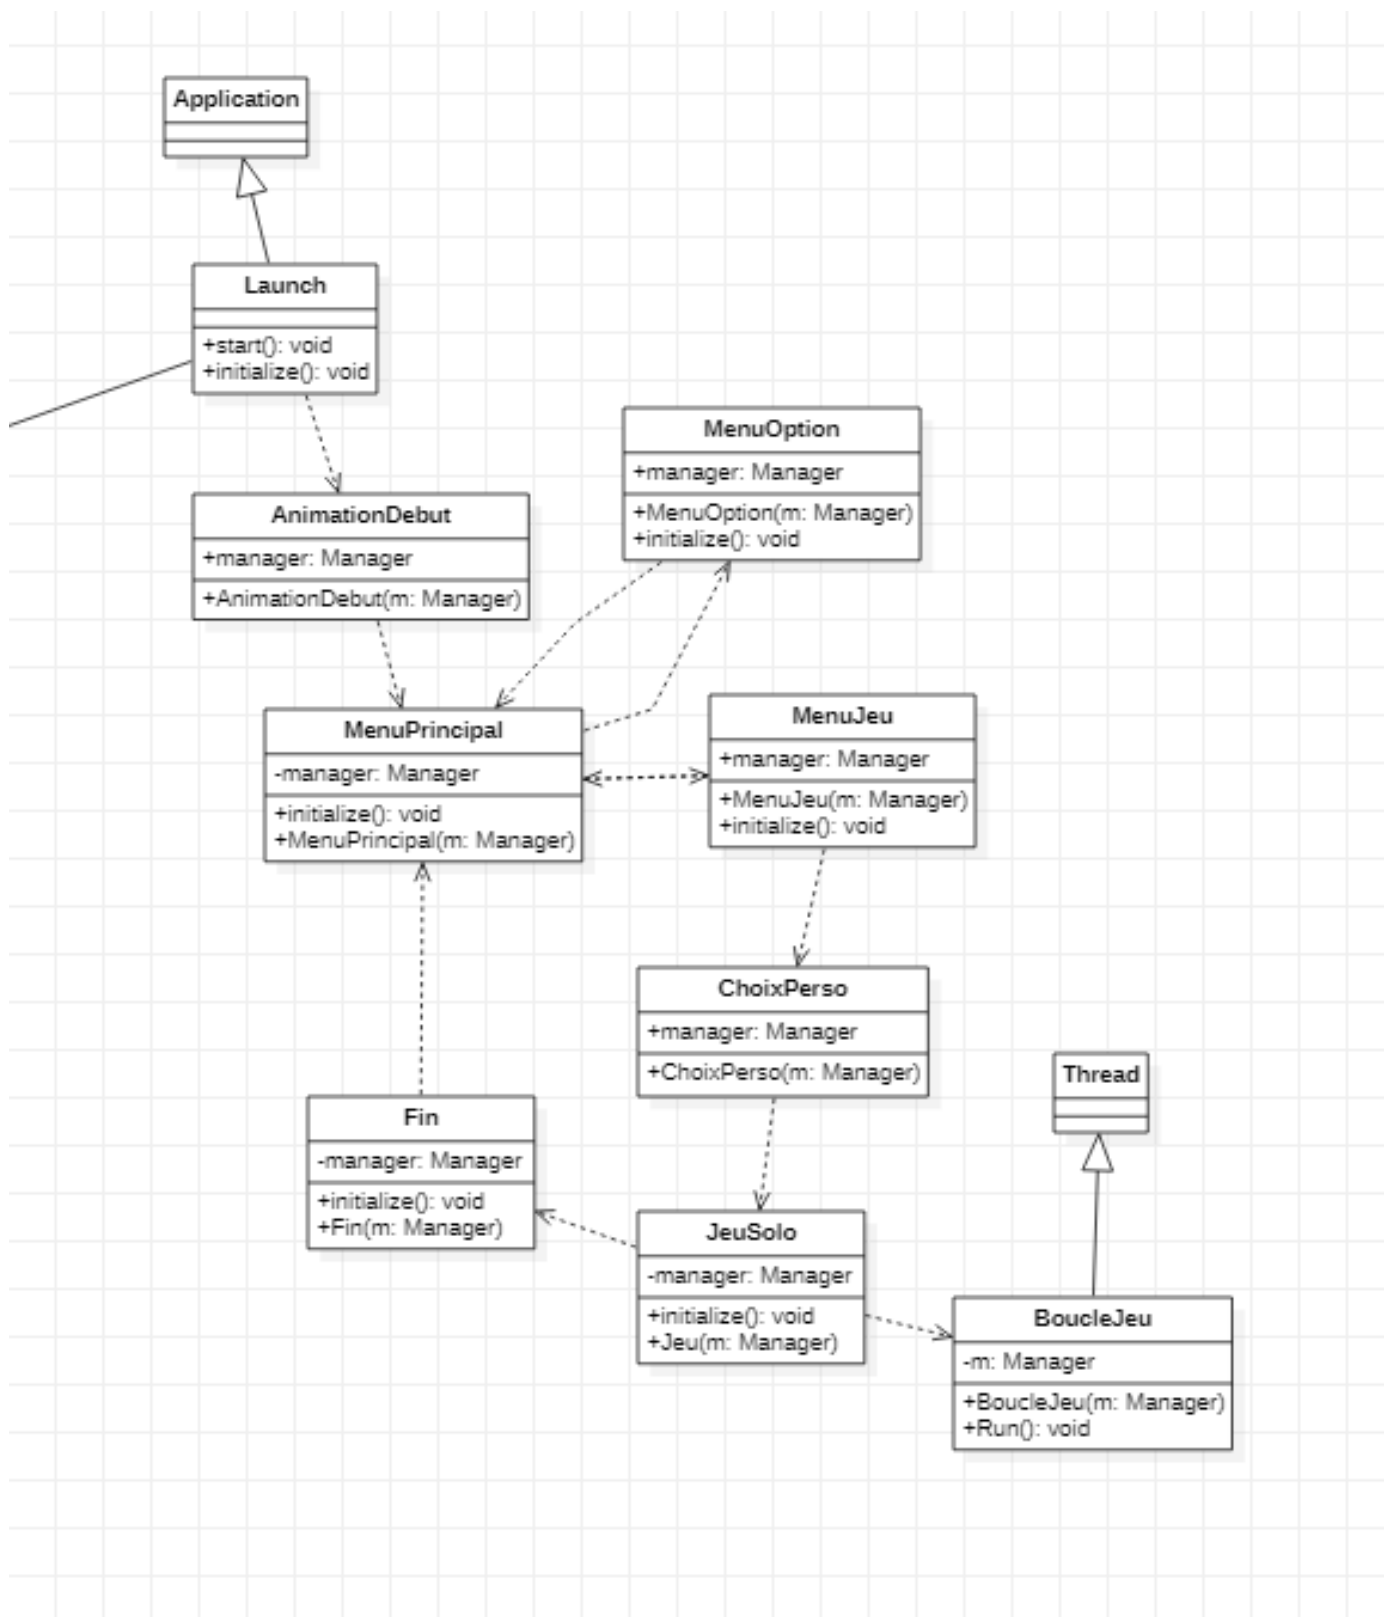 Application
Launch
+start(): void
+initialize(): void
MenuOption
+manager: Manager
+MenuOption(m: Manager)
+initialize(): void
AnimationDebut
+manager: Manager
+AnimationDebut(m: Manager)
MenuPrincipal
-manager: Manager
+initialize(): void
+MenuPrincipal(m: Manager)
MenuJeu
+manager: Manager
+MenuJeu(m: Manager)
+initialize(): void
ChoixPerso
+manager: Manager
+ChoixPerso(m: Manager)
Thread
Fin
-manager: Manager
+initialize(): void
+Fin(m: Manager)
JeuSolo
-manager: Manager
+initialize(): void
+Jeu(m: Manager)
BoucleJeu
-m: Manager
+BoucleJeu(m: Manager)
+Run(): void